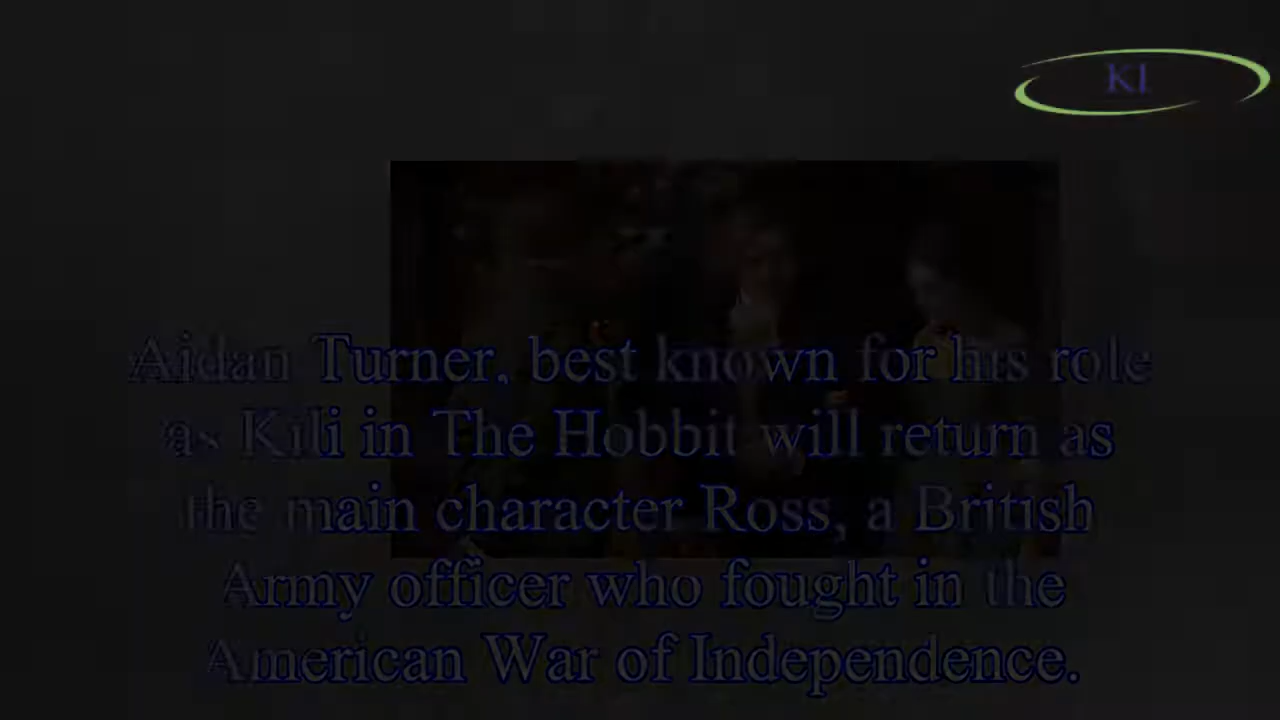 KI
Aidan Turner, best known for his role
as Kili in The Hobbit will return as
the main character Ross, a British
Army officer who fought in the
American War of Independence.